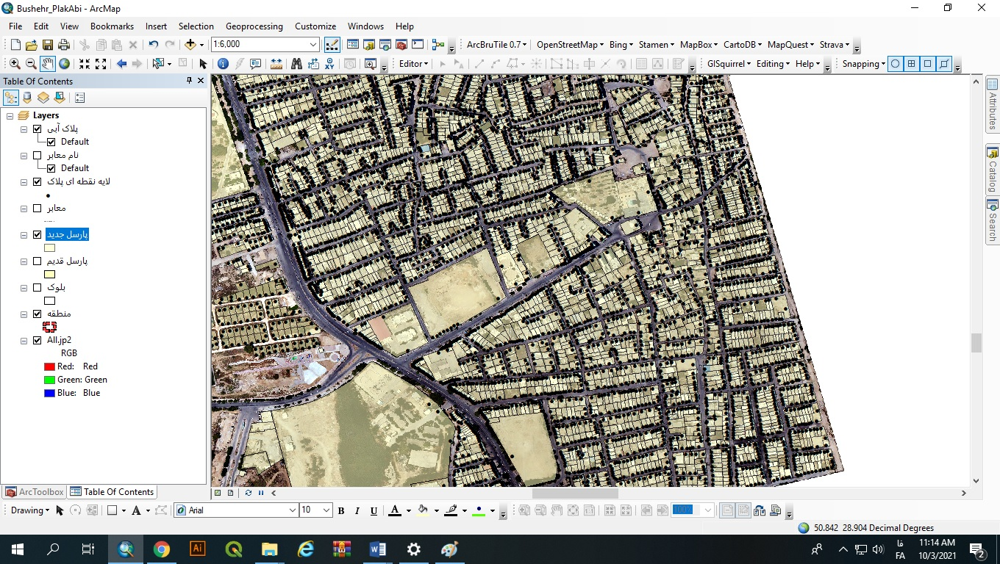 Bushehr_PlakAbi - ArcMap
File Edit View Bookmarks Insert Selection Geoprocessing Customize Windows Help
1:6,000
ArcBruTile 0.7 OpenStreetMap Bing Stamen MapBox CartoDB MapQuest Strava
Editor
GISquirrel Editing Help
Snapping
Table Of Contents
Layers
پلاک آبی
Default
نام معابر
Default
لایه نقطه ای پلاک
معابر
پارسل جدید
پارسل قدیم
بلوک
منطقه
All.jp2
RGB
Red: Red
Green: Green
Blue: Blue
Attributes
Catalog
Search
ArcToolbox
Table Of Contents
Drawing
Arial
10
B I U A
100%
50.842 28.904 Decimal Degrees
فا
FA
11:14 AM
10/3/2021
2